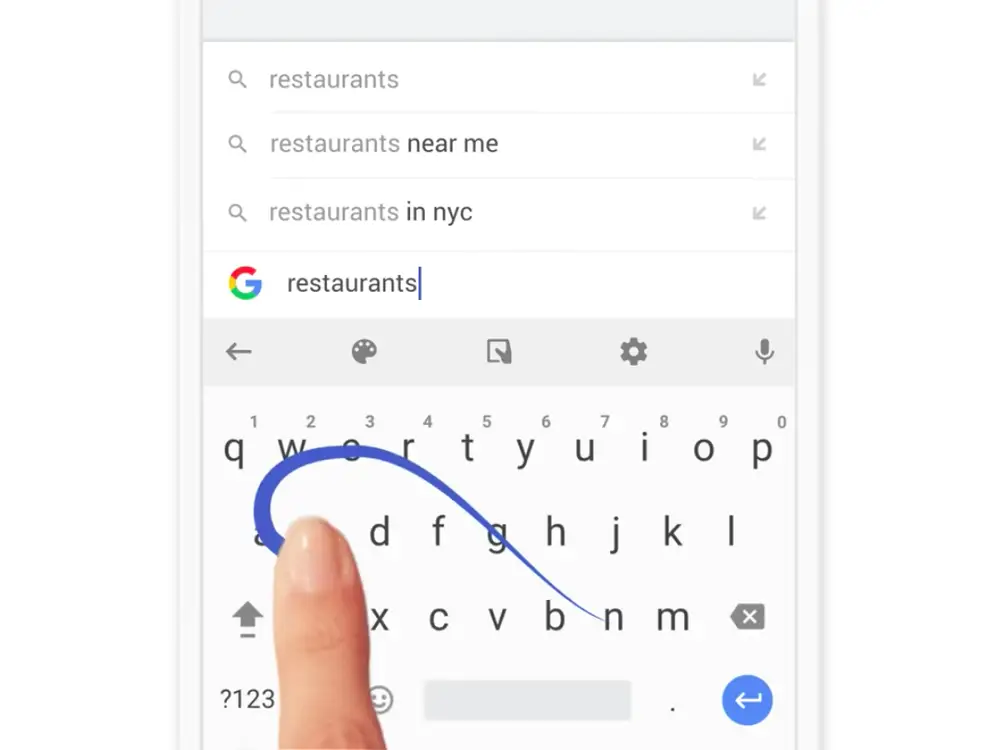 restaurants
restaurants near me
restaurants in nyc
restaurants
1 2 3 4 5 6 7 8 9 0
q w e r t y u i o p
a d f g h j k l
x c v b n m
?123 .